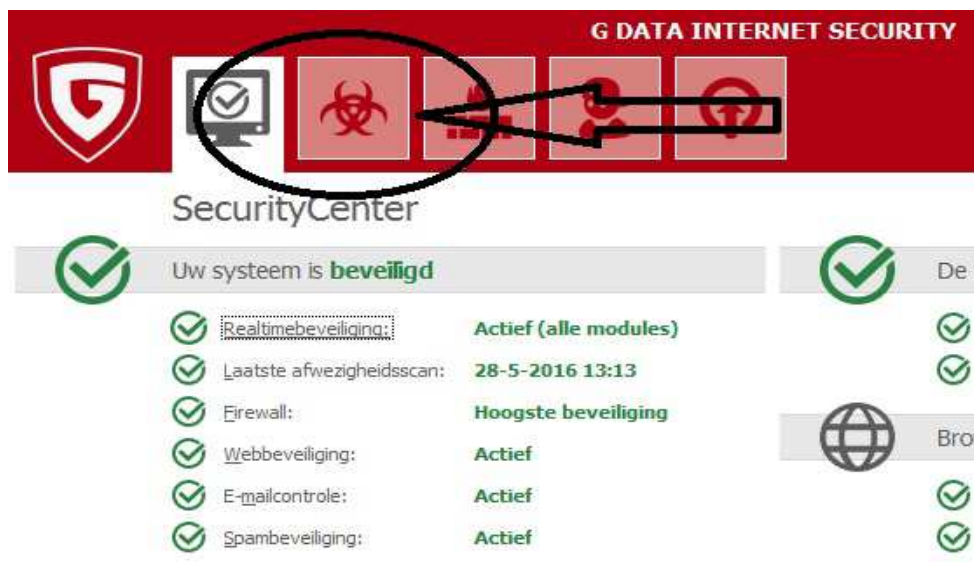 G DATA INTERNET SECURITY
SecurityCenter
Uw systeem is beveiligd
Realtimebeveiliging: Actief (alle modules)
Laatste afwezigheidsscan: 28-5-2016 13:13
Firewall: Hoogste beveiliging
Webbeveiliging: Actief
E-mailcontrole: Actief
Spambeveiliging: Actief
De
Bro